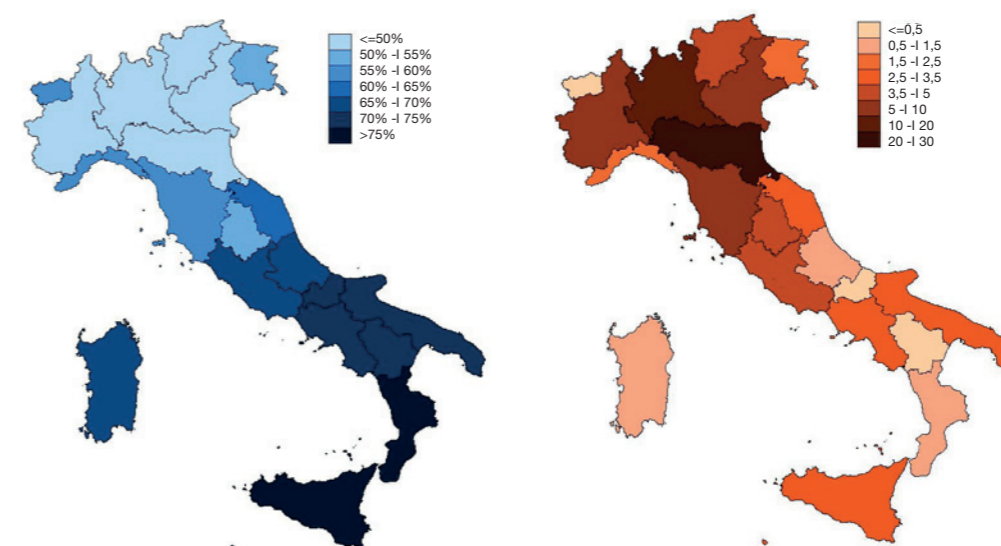 <=50%
50% -I 55%
55% -I 60%
60% -I 65%
65% -I 70%
70% -I 75%
>75%
<=0,5
0,5 -I 1,5
1,5 -I 2,5
2,5 -I 3,5
3,5 -I 5
5 -I 10
10 -I 20
20 -I 30